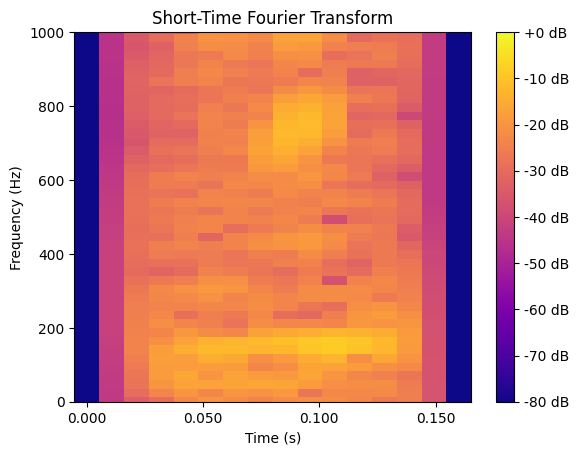 Short-Time Fourier Transform
1000
800
600
400
200
0
Frequency (Hz)
0.000
0.050
0.100
0.150
Time (s)
+0 dB
-10 dB
-20 dB
-30 dB
-40 dB
-50 dB
-60 dB
-70 dB
-80 dB